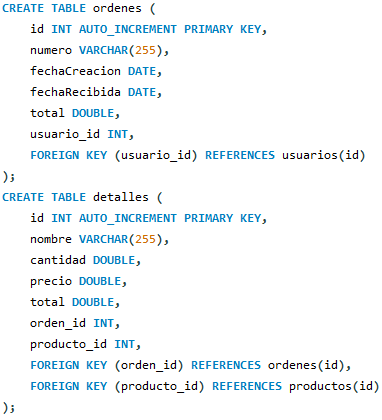 CREATE TABLE ordenes (
    id INT AUTO_INCREMENT PRIMARY KEY,
    numero VARCHAR(255),
    fechaCreacion DATE,
    fechaRecibida DATE,
    total DOUBLE,
    usuario_id INT,
    FOREIGN KEY (usuario_id) REFERENCES usuarios(id)
);
CREATE TABLE detalles (
    id INT AUTO_INCREMENT PRIMARY KEY,
    nombre VARCHAR(255),
    cantidad DOUBLE,
    precio DOUBLE,
    total DOUBLE,
    orden_id INT,
    producto_id INT,
    FOREIGN KEY (orden_id) REFERENCES ordenes(id),
    FOREIGN KEY (producto_id) REFERENCES productos(id)
);